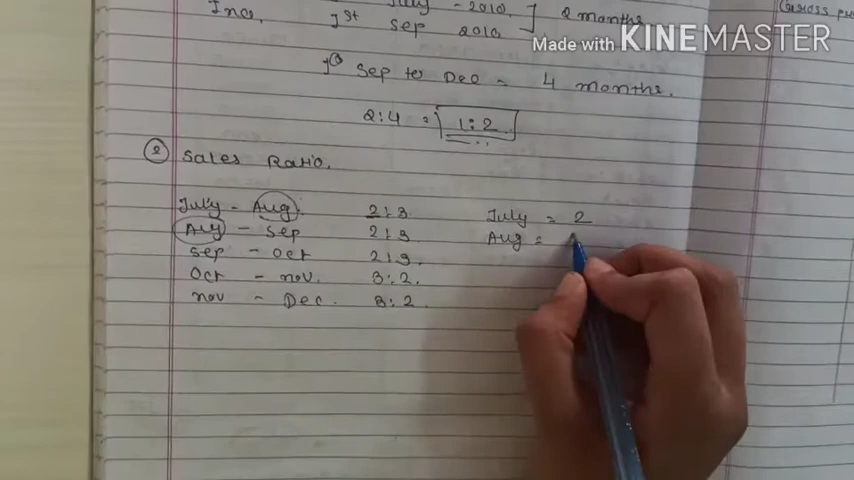 July - 2010.
Inc. 1st Sep 2010 ] 2 months
Gross
Made with KINEMASTER
1st Sep to Dec = 4 months.
2:4 = 1:2
② Sales Ratio.
July - Aug. 2:3 July = 2
Aug - Sep 2:3 Aug =
Sep - Oct 2:3.
Oct - nov. 3:2.
nov - Dec. 3:2.